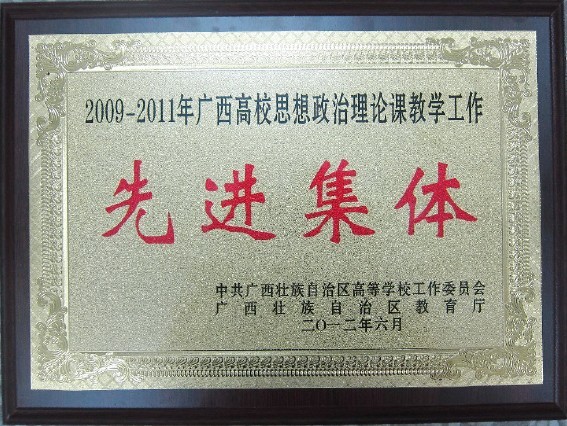 2009-2011年广西高校思想政治理论课教学工作
先进集体
中共广西壮族自治区高等学校工作委员会
广西壮族自治区教育厅
二〇一二年六月